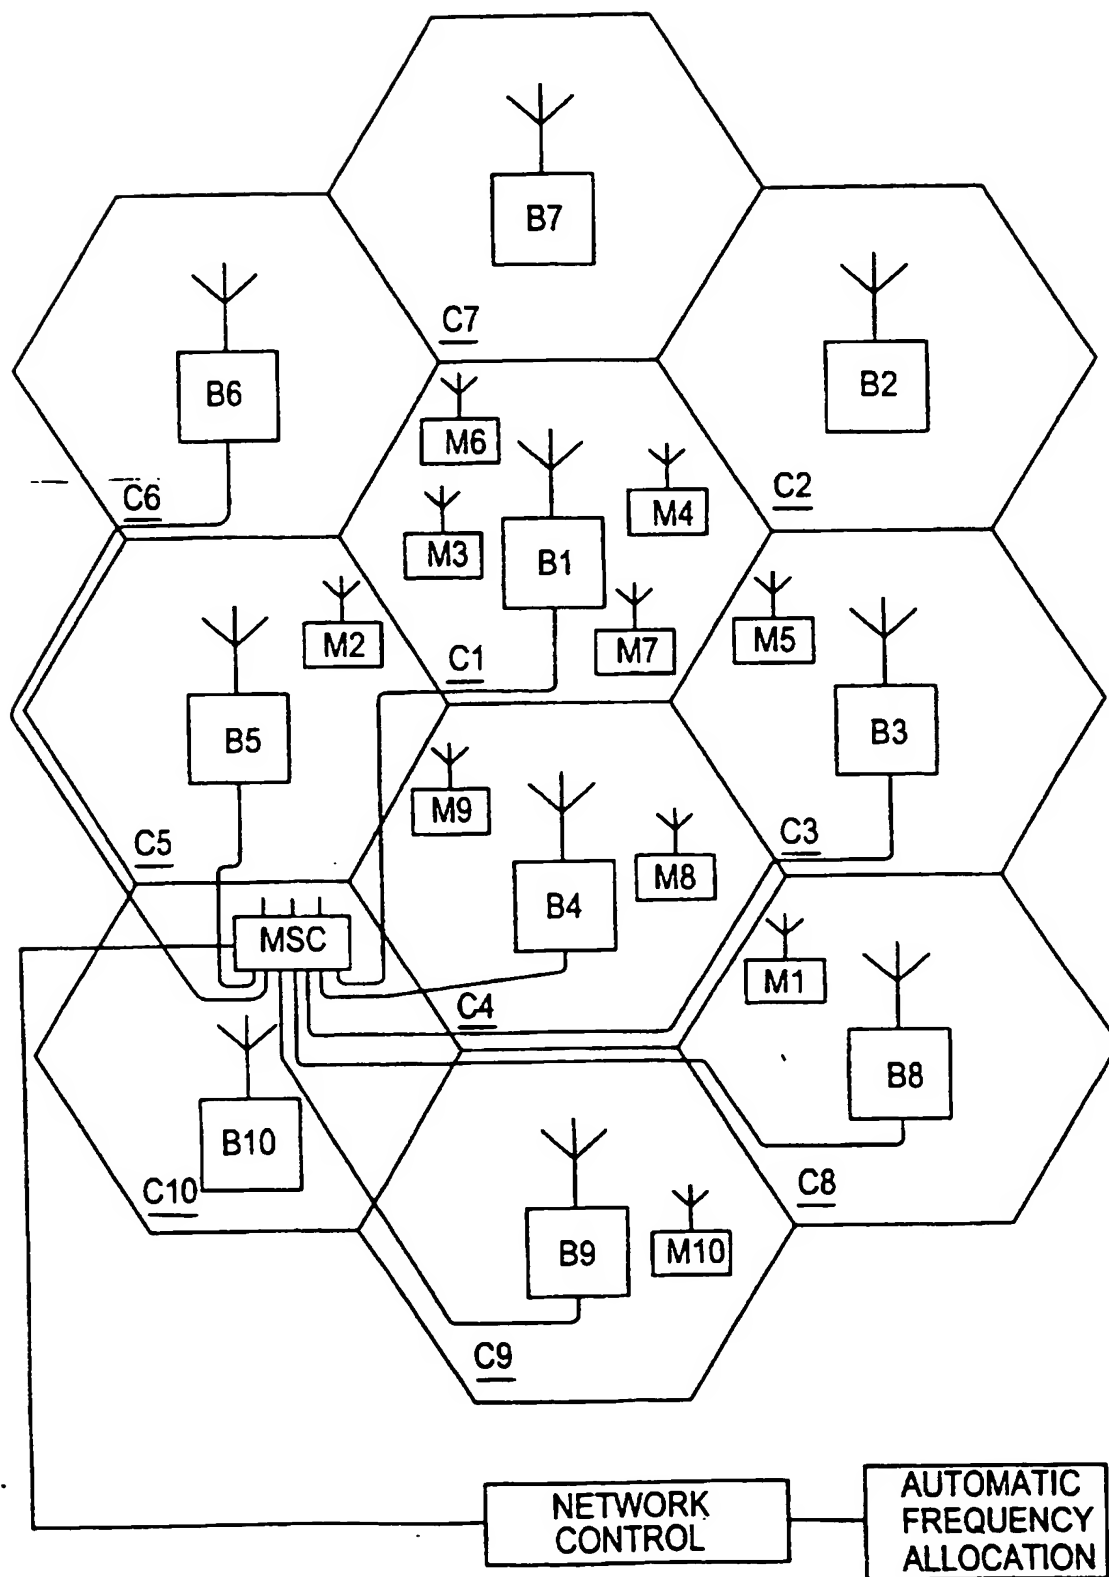 B7
C7
B6
B2
M6
C6
C2
M4
M3
B1
M2
M7
M5
C1
B5
B3
M9
C5
C3
M8
B4
MSC
M1
C4
B8
B10
C10
C8
B9
M10
C9
NETWORK
CONTROL
AUTOMATIC
FREQUENCY
ALLOCATION